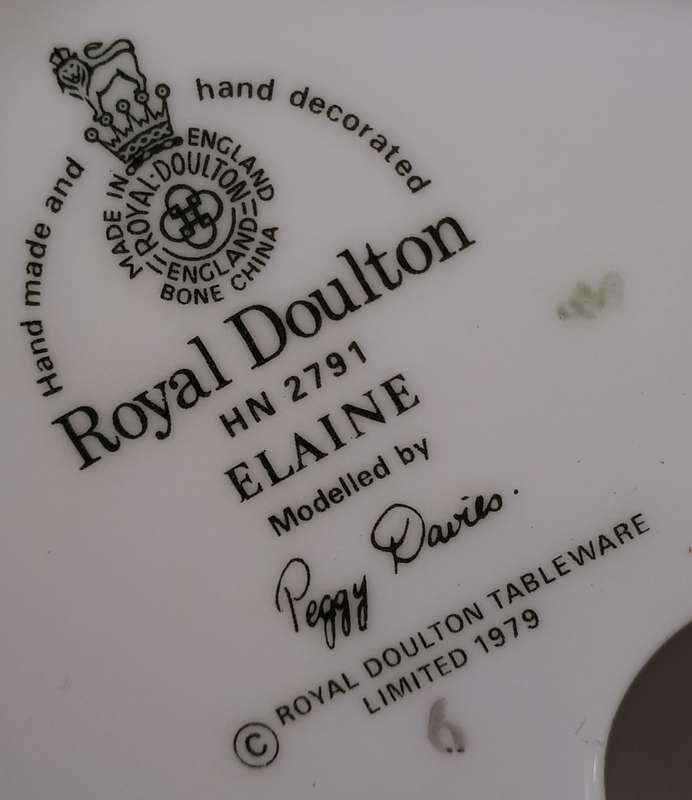 Hand made and hand decorated
MADE IN ENGLAND
ROYAL·DOULTON
ENGLAND
BONE CHINA
Royal Doulton
HN 2791
ELAINE
Modelled by
Peggy Davies.
© ROYAL DOULTON TABLEWARE
LIMITED 1979
6.